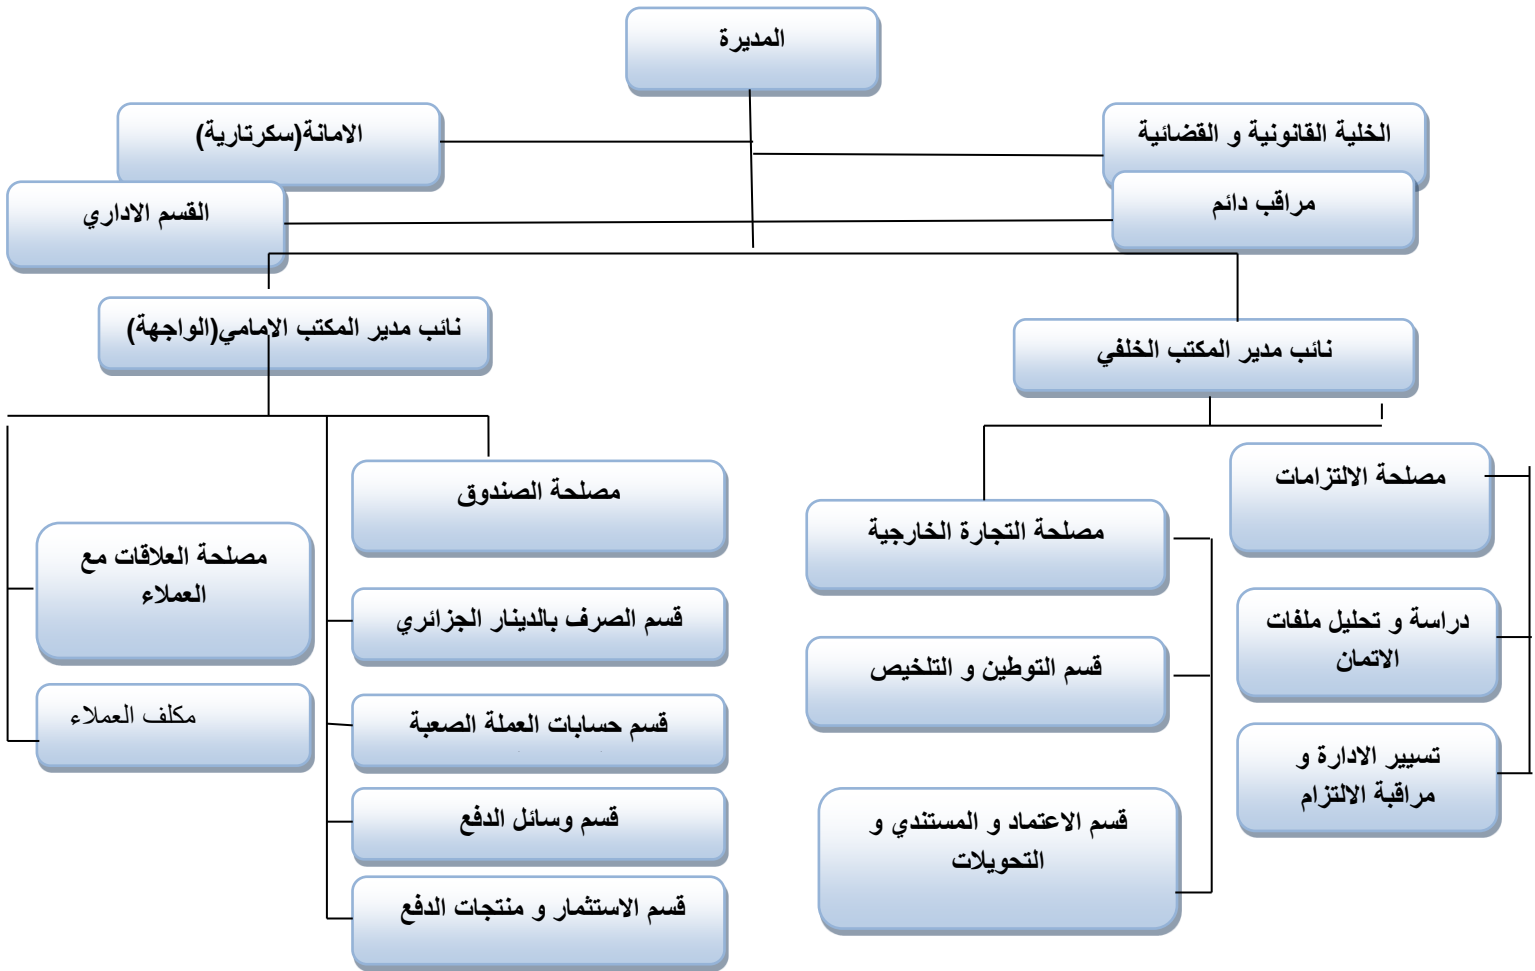 المديرة
الخلية القانونية و القضائية
الامانة(سكرتارية)
مراقب دائم
القسم الاداري
نائب مدير المكتب الخلفي
نائب مدير المكتب الامامي(الواجهة)
مصلحة الالتزامات
دراسة و تحليل ملفات
الاتمان
تسيير الادارة و
مراقبة الالتزام
مصلحة التجارة الخارجية
قسم التوطين و التلخيص
قسم الاعتماد و المستندي و
التحويلات
مصلحة الصندوق
قسم الصرف بالدينار الجزائري
قسم حسابات العملة الصعبة
قسم وسائل الدفع
قسم الاستثمار و منتجات الدفع
مصلحة العلاقات مع
العملاء
مكلف العملاء